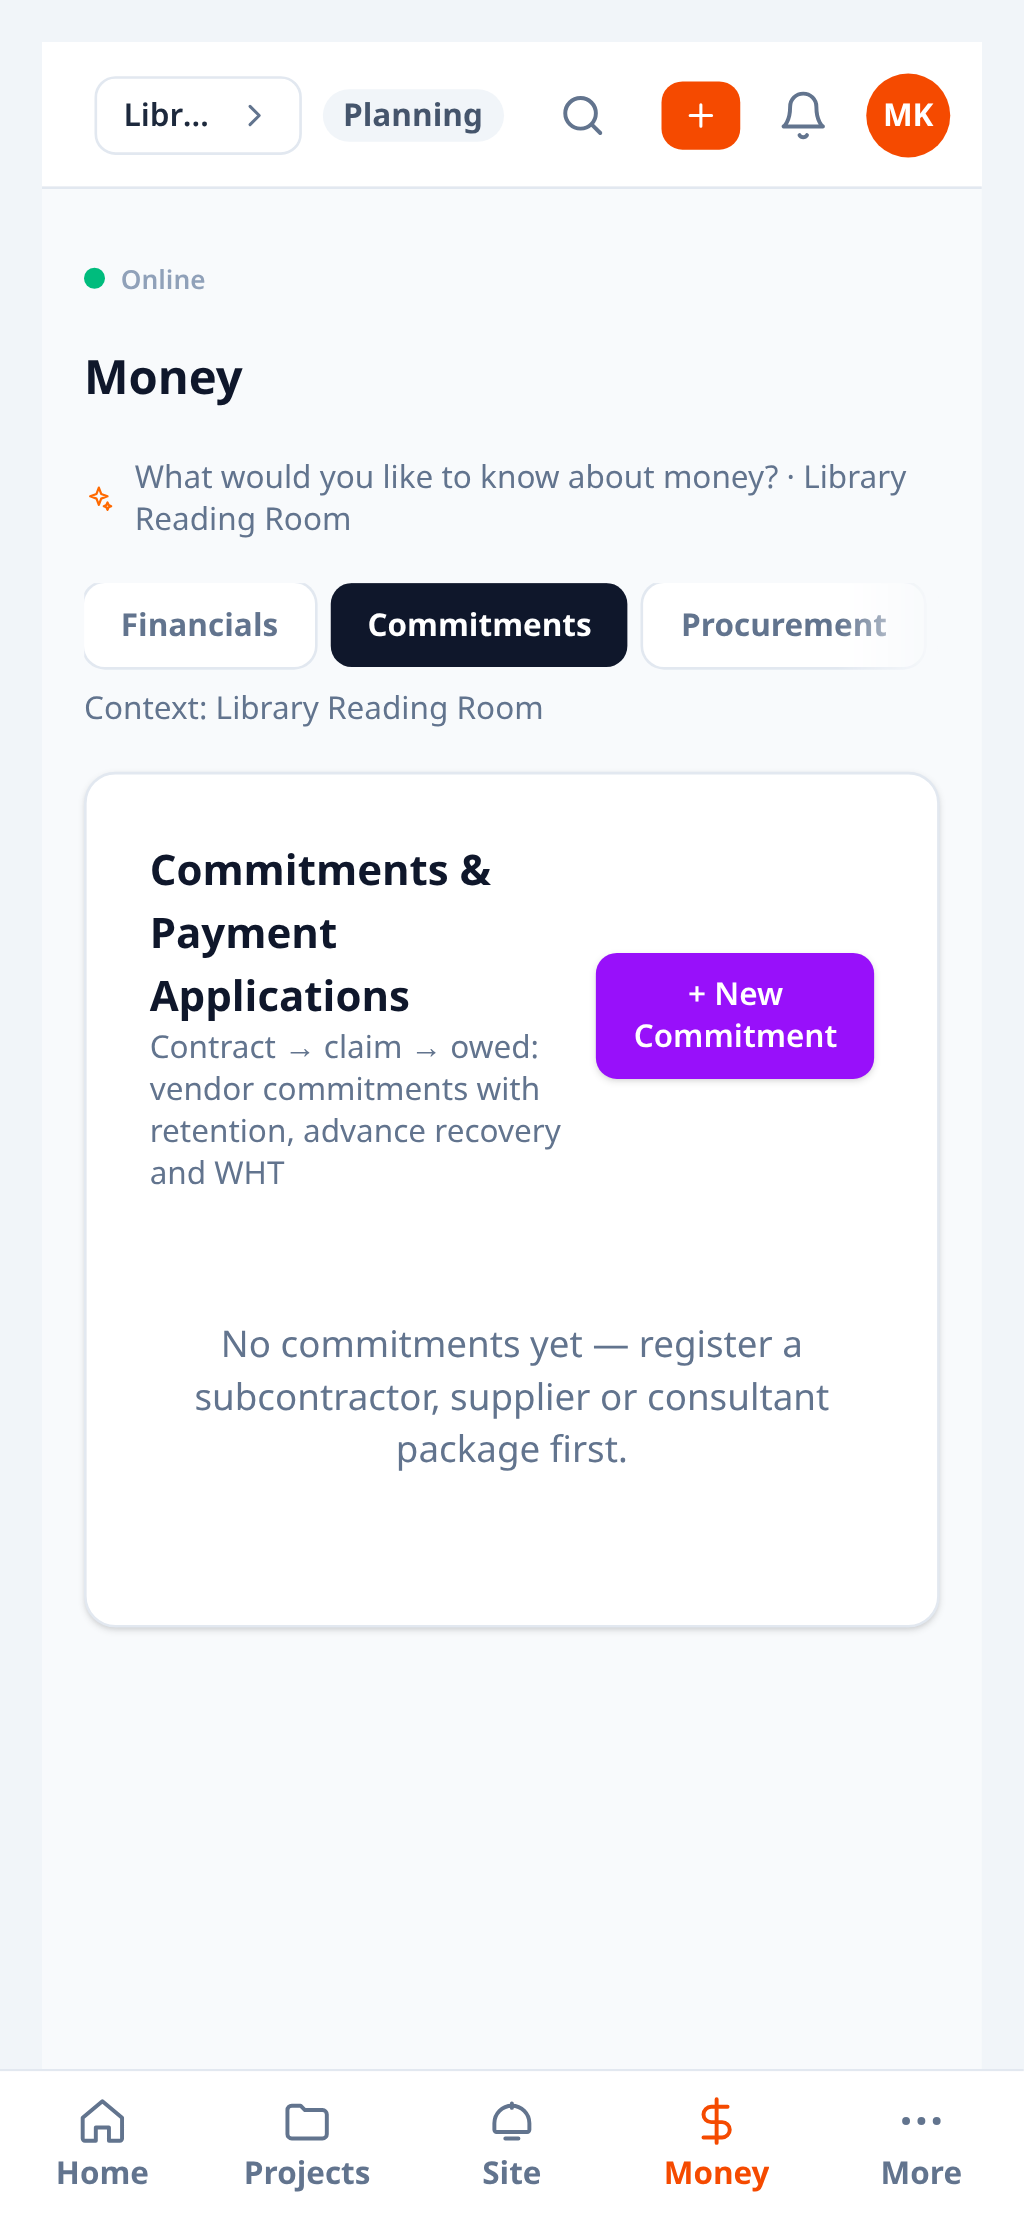 Libr...
Planning
MK
Online
Money
What would you like to know about money? · Library
Reading Room
Financials
Commitments
Procurement
Context: Library Reading Room
Commitments &
Payment
Applications
Contract → claim → owed:
vendor commitments with
retention, advance recovery
and WHT
+ New
Commitment
No commitments yet — register a
subcontractor, supplier or consultant
package first.
Home
Projects
Site
Money
More